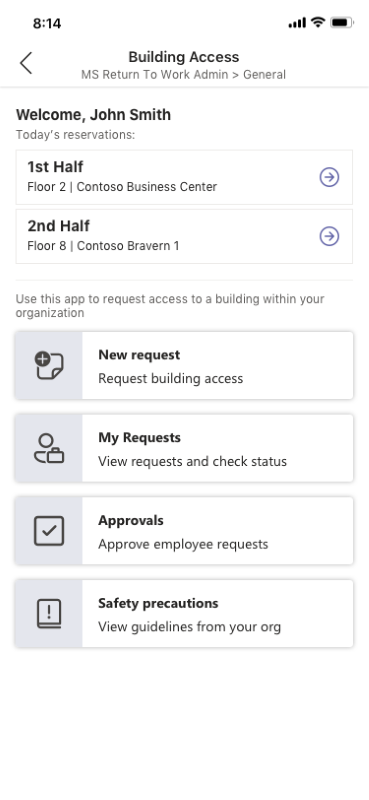 8:14
Building Access
MS Return To Work Admin > General
Welcome, John Smith
Today's reservations:
1st Half
Floor 2 | Contoso Business Center
2nd Half
Floor 8 | Contoso Bravern 1
Use this app to request access to a building within your
organization
New request
Request building access
My Requests
View requests and check status
Approvals
Approve employee requests
Safety precautions
View guidelines from your org